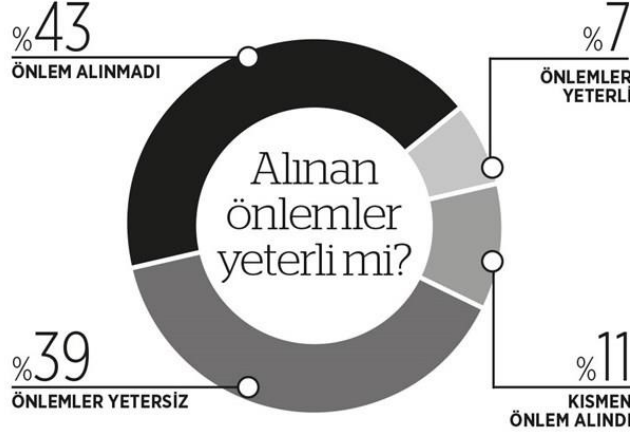 %43
ÖNLEM ALINMADI
%7
ÖNLEMLER
YETERLİ
Alınan
önlemler
yeterli mi?
%39
ÖNLEMLER YETERSİZ
%11
KISMEN
ÖNLEM ALINDI